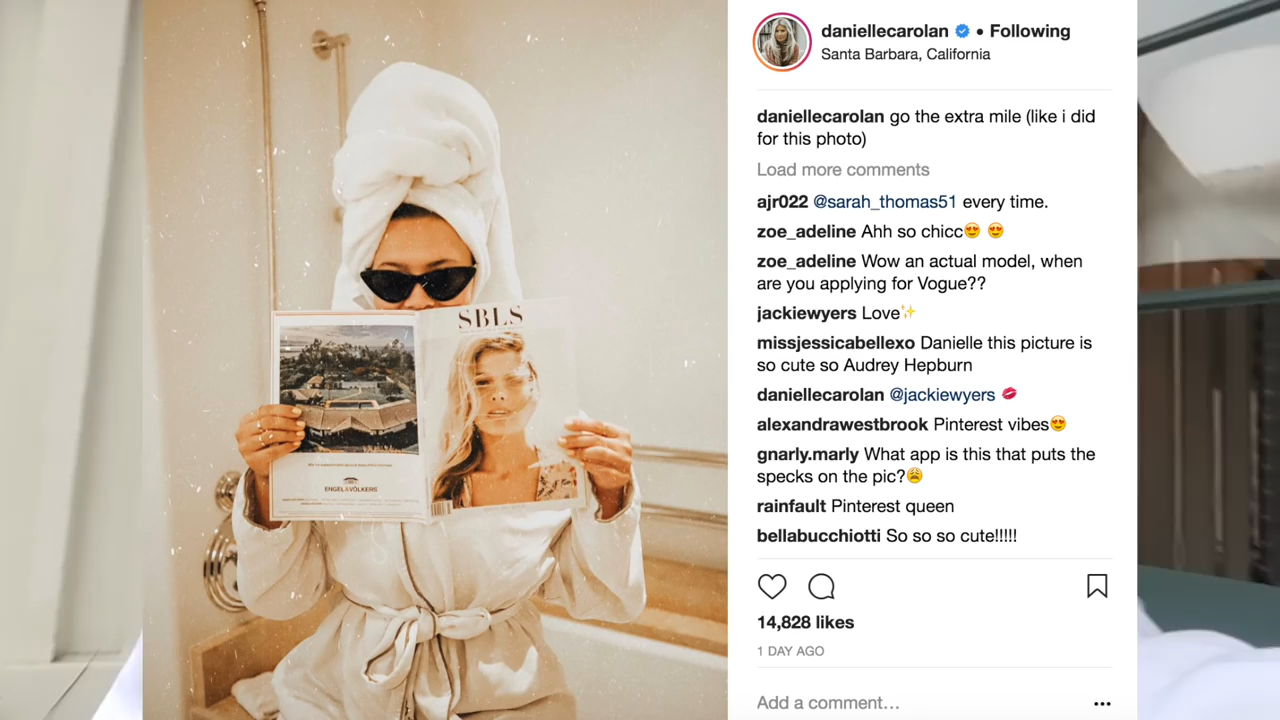 SBLS
ENGEL&VÖLKERS
daniellecarolan • Following
Santa Barbara, California
daniellecarolan go the extra mile (like i did
for this photo)
Load more comments
ajr022 @sarah_thomas51 every time.
zoe_adeline Ahh so chicc😍 😍
zoe_adeline Wow an actual model, when
are you applying for Vogue??
jackiewyers Love✨
missjessicabellexo Danielle this picture is
so cute so Audrey Hepburn
daniellecarolan @jackiewyers 💋
alexandrawestbrook Pinterest vibes😍
gnarly.marly What app is this that puts the
specks on the pic?😩
rainfault Pinterest queen
bellabucchiotti So so so cute!!!!!
14,828 likes
1 DAY AGO
Add a comment…